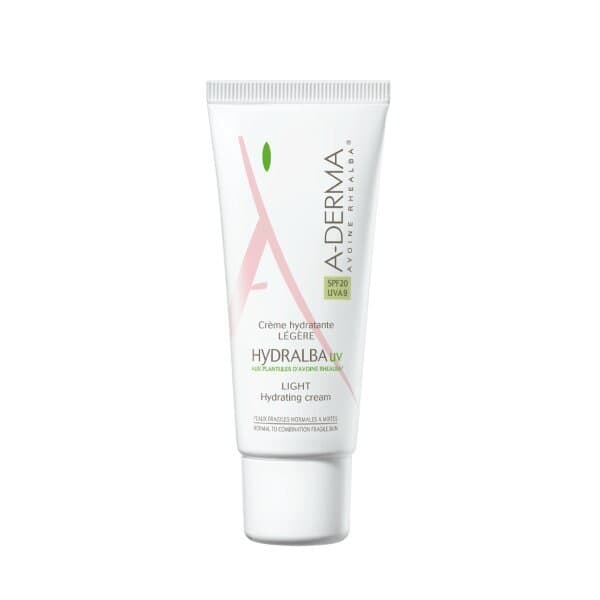 A-DERMA
AVOINE RHEALBA®
SPF20
UVA 8
Crème hydratante
LÉGÈRE
HYDRALBA UV
AUX PLANTULES D'AVOINE RHEALBA®
LIGHT
Hydrating cream
PEAUX FRAGILES NORMALES À MIXTES
NORMAL TO COMBINATION FRAGILE SKIN